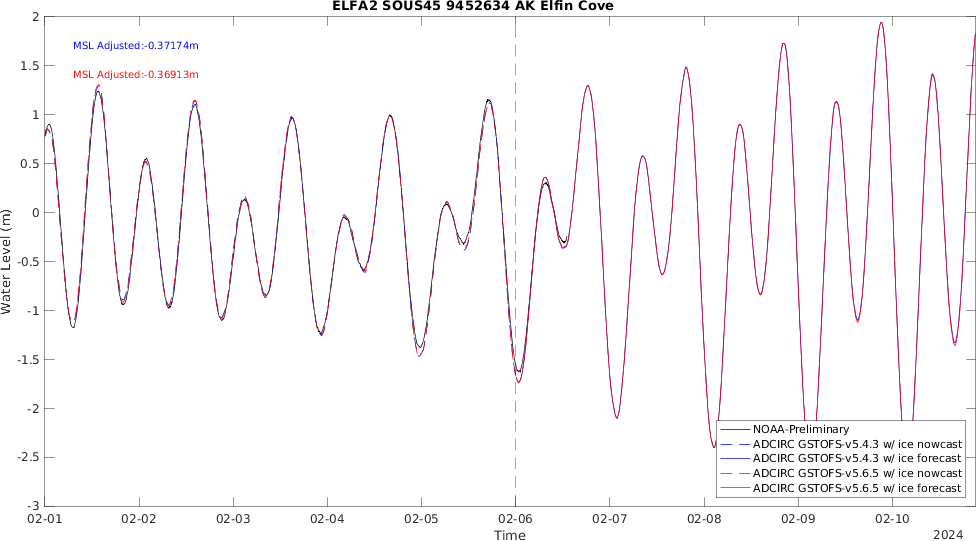 ELFA2 SOUS45 9452634 AK Elfin Cove
MSL Adjusted:-0.37174m
MSL Adjusted:-0.36913m
Water Level (m)
2
1.5
1
0.5
0
-0.5
-1
-1.5
-2
-2.5
-3
NOAA-Preliminary
ADCIRC GSTOFS-v5.4.3 w/ ice nowcast
ADCIRC GSTOFS-v5.4.3 w/ ice forecast
ADCIRC GSTOFS-v5.6.5 w/ ice nowcast
ADCIRC GSTOFS-v5.6.5 w/ ice forecast
02-01 02-02 02-03 02-04 02-05 02-06 02-07 02-08 02-09 02-10
Time
2024